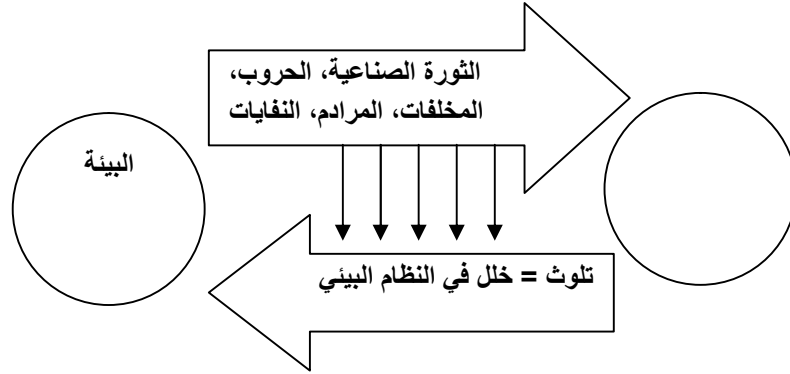 الثورة الصناعية، الحروب،
المخلفات، المرادم، النفايات
البيئة
تلوث = خلل في النظام البيئي